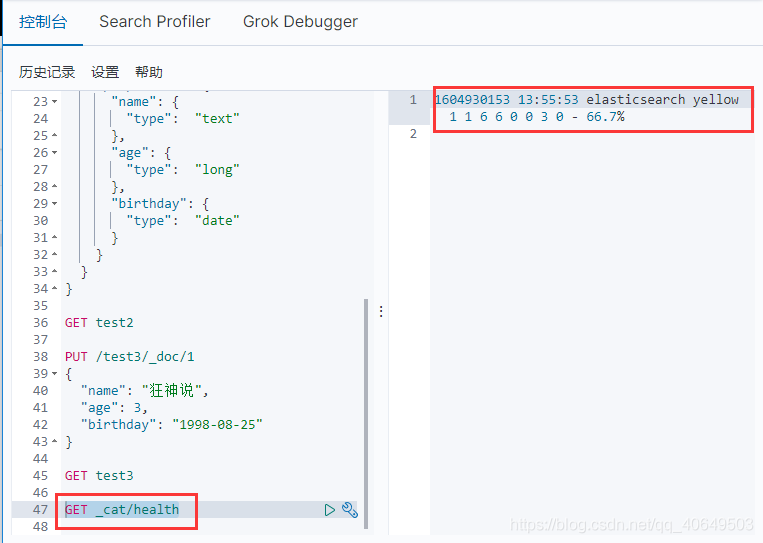 控制台 Search Profiler Grok Debugger
历史记录 设置 帮助
23 "name": {
24 "type": "text"
25 },
26 "age": {
27 "type": "long"
28 },
29 "birthday": {
30 "type": "date"
31 }
32 }
33 }
34 }
35
36 GET test2
37
38 PUT /test3/_doc/1
39 {
40 "name": "狂神说",
41 "age": 3,
42 "birthday": "1998-08-25"
43 }
44
45 GET test3
46
47 GET _cat/health
48
1 1604930153 13:55:53 elasticsearch yellow
1 1 6 6 0 0 3 0 - 66.7%
2
https://blog.csdn.net/qq_40649503